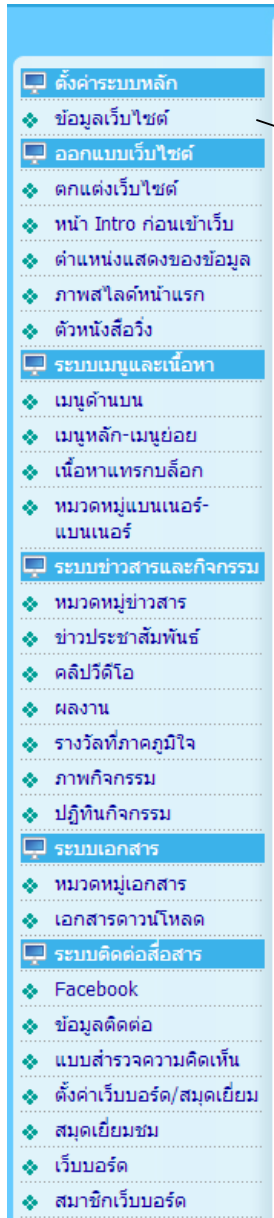 ตั้งค่าระบบหลัก
ข้อมูลเว็บไซต์
ออกแบบเว็บไซต์
ตกแต่งเว็บไซต์
หน้า Intro ก่อนเข้าเว็บ
ตำแหน่งแสดงของข้อมูล
ภาพสไลด์หน้าแรก
ตัวหนังสือวิ่ง
ระบบเมนูและเนื้อหา
เมนูด้านบน
เมนูหลัก-เมนูย่อย
เนื้อหาแทรกบล็อก
หมวดหมู่แบนเนอร์-
แบนเนอร์
ระบบข่าวสารและกิจกรรม
หมวดหมู่ข่าวสาร
ข่าวประชาสัมพันธ์
คลิปวีดีโอ
ผลงาน
รางวัลที่ภาคภูมิใจ
ภาพกิจกรรม
ปฏิทินกิจกรรม
ระบบเอกสาร
หมวดหมู่เอกสาร
เอกสารดาวน์โหลด
ระบบติดต่อสื่อสาร
Facebook
ข้อมูลติดต่อ
แบบสำรวจความคิดเห็น
ตั้งค่าเว็บบอร์ด/สมุดเยี่ยม
สมุดเยี่ยมชม
เว็บบอร์ด
สมาชิกเว็บบอร์ด